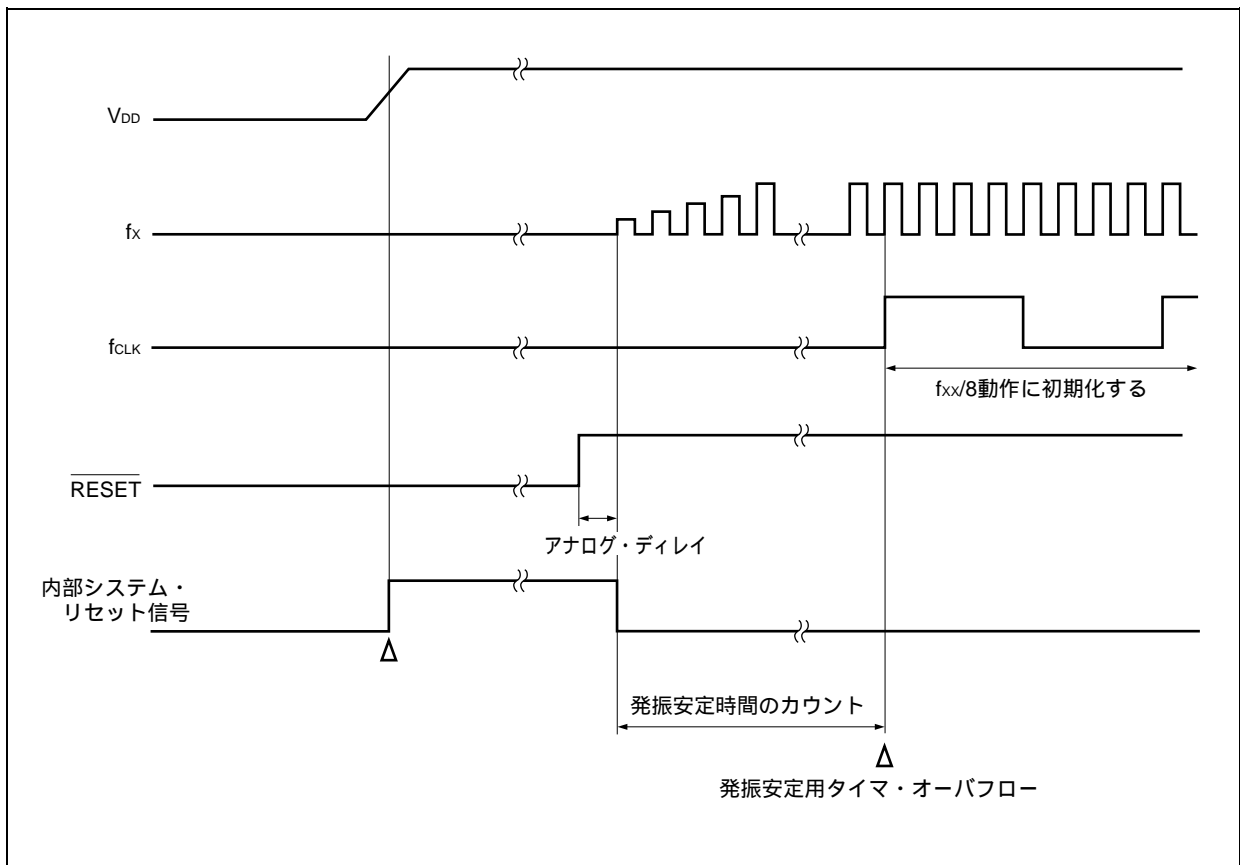 VDD
fX
fCLK
fXX/8動作に初期化する
RESET
アナログ・ディレイ
内部システム・
リセット信号
発振安定時間のカウント
発振安定用タイマ・オーバフロー